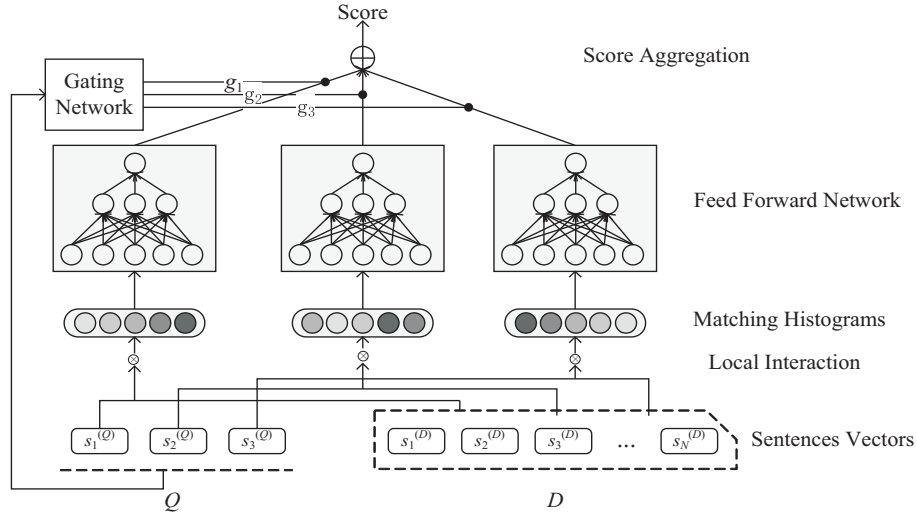 Score
Score Aggregation
Gating
Network
g₁
g₂
g₃
Feed Forward Network
Matching Histograms
Local Interaction
s₁⁽Q⁾ s₂⁽Q⁾ s₃⁽Q⁾ s₁⁽D⁾ s₂⁽D⁾ s₃⁽D⁾ ... s_N⁽D⁾ Sentences Vectors
Q D